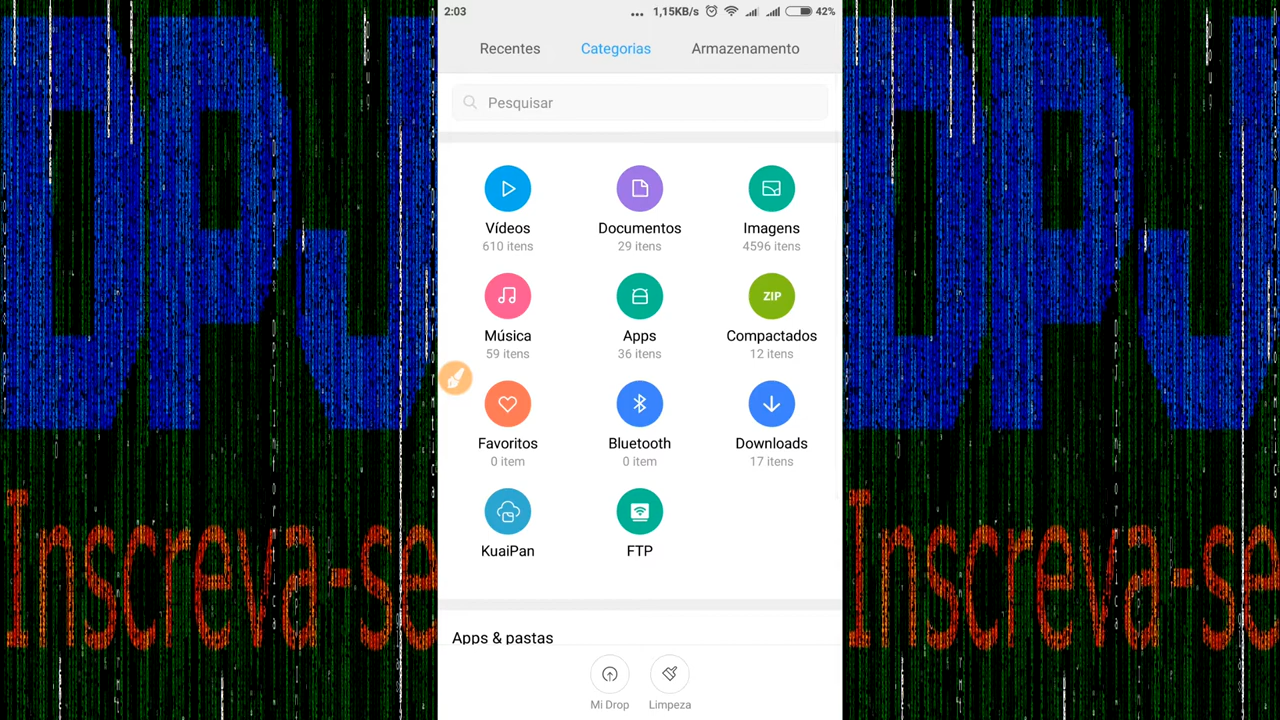 2:03
... 1,15KB/s 42%
Recentes Categorias Armazenamento
Pesquisar
Vídeos Documentos Imagens
610 itens 29 itens 4596 itens
ZIP
Música Apps Compactados
59 itens 36 itens 12 itens
Favoritos Bluetooth Downloads
0 item 0 item 17 itens
KuaiPan FTP
Apps & pastas
Mi Drop Limpeza
DPJ DPJ
Inscreva-se Inscreva-se